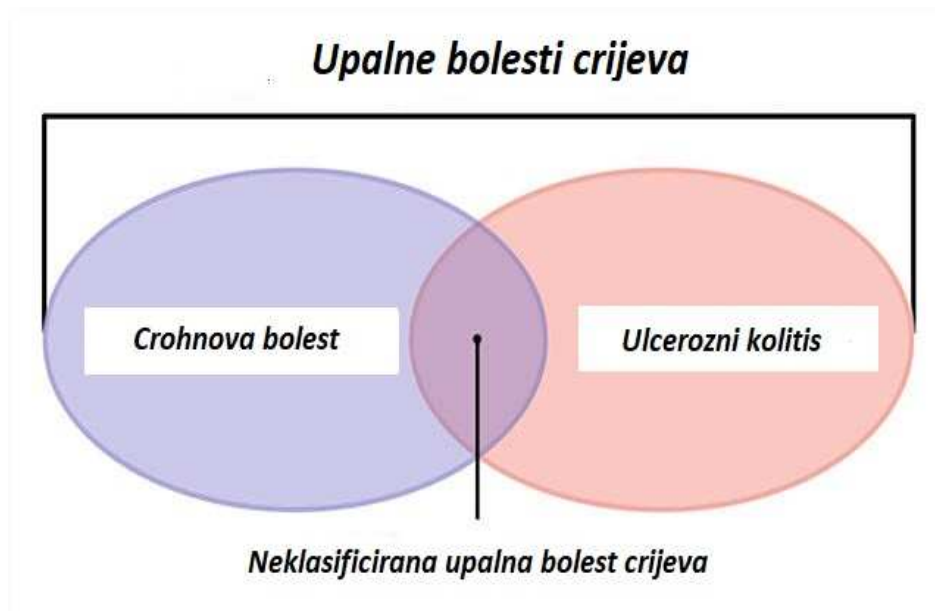 Upalne bolesti crijeva
Crohnova bolest
Ulcerozni kolitis
Neklasificirana upalna bolest crijeva